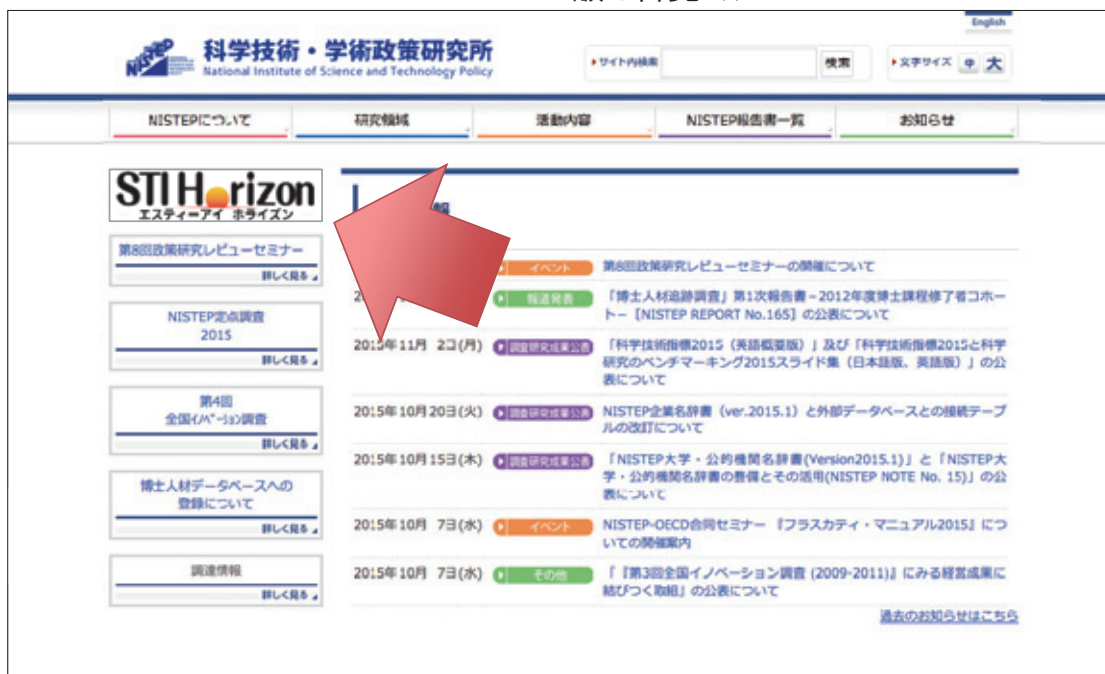 English
NISTEP
科学技術・学術政策研究所
National Institute of Science and Technology Policy
サイト内検索
検索
文字サイズ 中 大
NISTEPについて
研究領域
活動内容
NISTEP報告書一覧
お知らせ
STI Horizon
エスティーアイ ホライズン
第8回政策研究レビューセミナー
詳しく見る
NISTEP定点調査
2015
詳しく見る
第4回
全国イノベーション調査
詳しく見る
博士人材データベースへの
登録について
詳しく見る
調達情報
詳しく見る
報
イベント 第8回政策研究レビューセミナーの開催について
2 報道発表 「博士人材追跡調査」第1次報告書－2012年度博士課程修了者コホー
ト－［NISTEP REPORT No.165］の公表について
2015年11月 2日(月) 調査研究成果公表 「科学技術指標2015（英語概要版）」及び「科学技術指標2015と科学
研究のベンチマーキング2015スライド集（日本語版、英語版）」の公
表について
2015年10月20日(火) 調査研究成果公表 NISTEP企業名辞書（ver.2015.1）と外部データベースとの接続テーブ
ルの改訂について
2015年10月15日(木) 調査研究成果公表 「NISTEP大学・公的機関名辞書(Version2015.1)」と「NISTEP大
学・公的機関名辞書の整備とその活用(NISTEP NOTE No. 15)」の公
表について
2015年10月 7日(水) イベント NISTEP-OECD合同セミナー 『フラスカティ・マニュアル2015』につ
いての開催案内
2015年10月 7日(水) その他 「『第3回全国イノベーション調査 (2009-2011)』にみる経営成果に
結びつく取組」の公表について
過去のお知らせはこちら